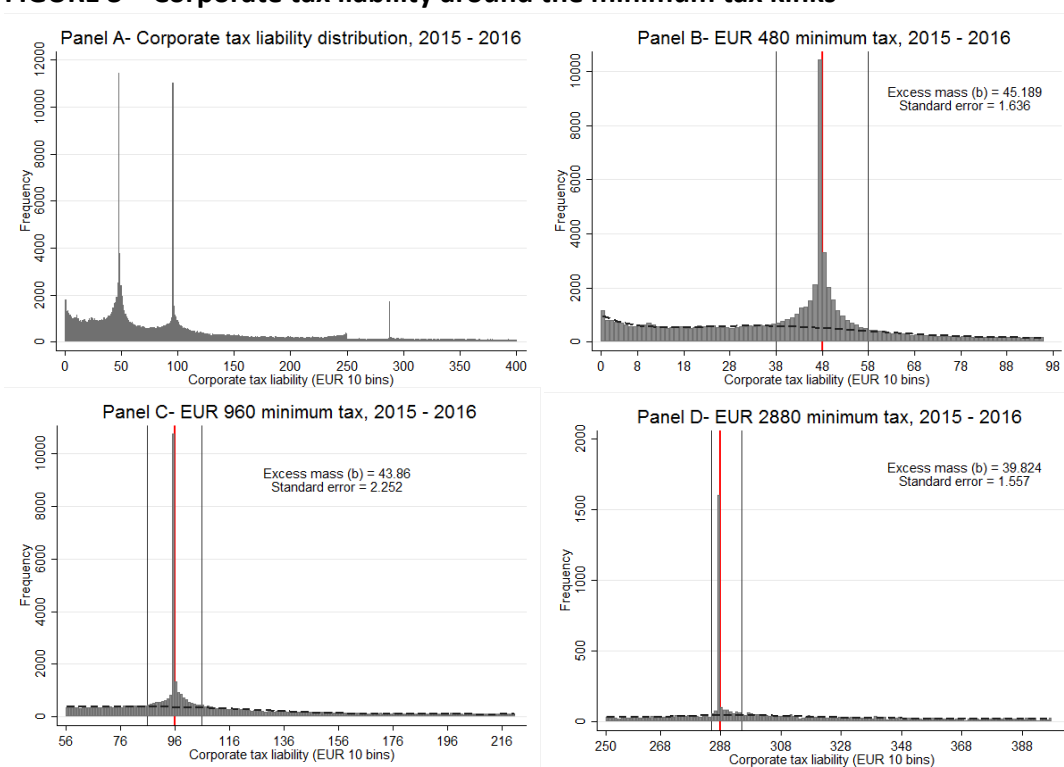 FIGURE – Corporate tax liability around the minimum tax kinks
Panel A- Corporate tax liability distribution, 2015 - 2016
Frequency
0 2000 4000 6000 8000 10000 12000
0 50 100 150 200 250 300 350 400
Corporate tax liability (EUR 10 bins)
Panel B- EUR 480 minimum tax, 2015 - 2016
Excess mass (b) = 45.189
Standard error = 1.636
Frequency
0 2000 4000 6000 8000 10000
0 8 18 28 38 48 58 68 78 88 98
Corporate tax liability (EUR 10 bins)
Panel C- EUR 960 minimum tax, 2015 - 2016
Excess mass (b) = 43.86
Standard error = 2.252
Frequency
0 2000 4000 6000 8000 10000
56 76 96 116 136 156 176 196 216
Corporate tax liability (EUR 10 bins)
Panel D- EUR 2880 minimum tax, 2015 - 2016
Excess mass (b) = 39.824
Standard error = 1.557
Frequency
0 500 1000 1500 2000
250 268 288 308 328 348 368 388
Corporate tax liability (EUR 10 bins)